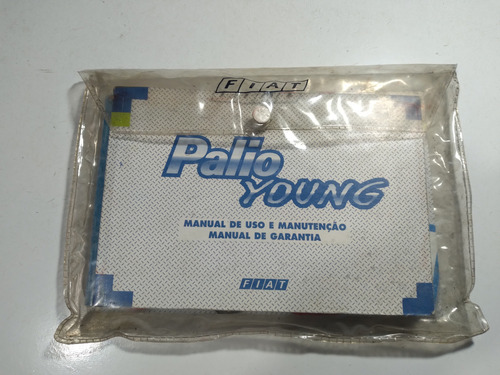 FIAT
Palio
YOUNG
MANUAL DE USO E MANUTENÇÃO
MANUAL DE GARANTIA
FIAT